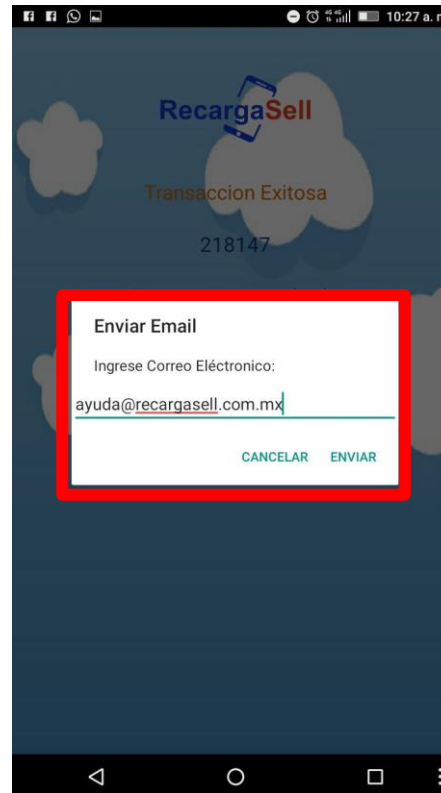 10:27 a.
RecargaSell
Transaccion Exitosa
218147
Enviar Email
Ingrese Correo Eléctronico:
ayuda@recargasell.com.mx
CANCELAR ENVIAR